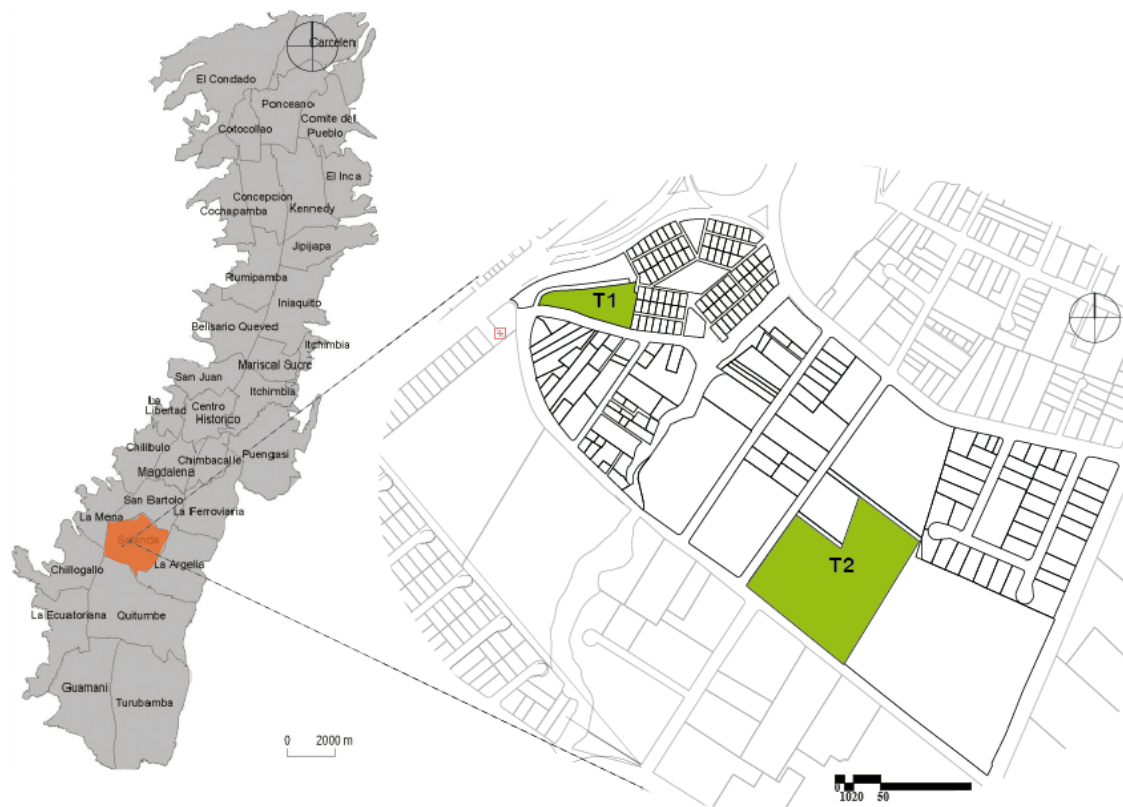 Carcelen
El Condado
Ponceano
Cotocollao
Comite del
Pueblo
El Inca
Concepcion
Cochapamba
Kennedy
Jipijapa
Rumipamba
Iniaquito
Belisario Queved
Itchimbia
Mariscal Sucre
San Juan
Itchimbia
La
Libertad
Centro
Historico
Chilibulo
Chimbacalle
Puengasi
Magdalena
San Bartolo
La Ferroviaria
La Mena
Solanda
La Argelia
Chillogallo
La Ecuatoriana
Quitumbe
Guamani
Turubamba
0 2000 m
T1
T2
0
1020 50